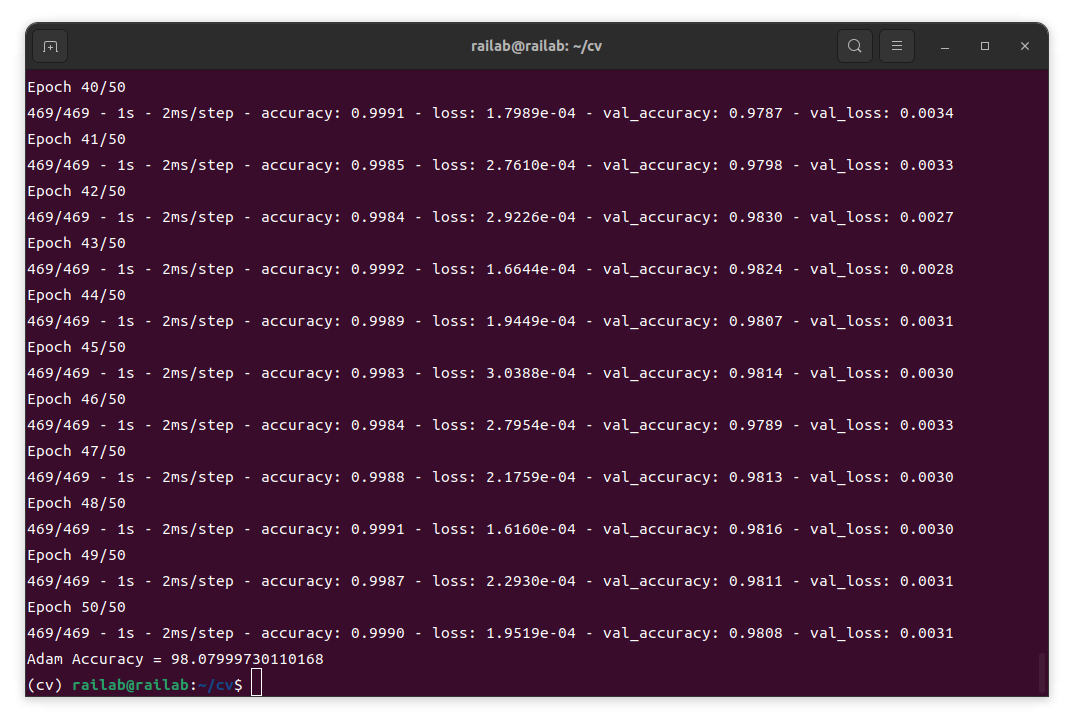 railab@railab: ~/cv
Epoch 40/50
469/469 - 1s - 2ms/step - accuracy: 0.9991 - loss: 1.7989e-04 - val_accuracy: 0.9787 - val_loss: 0.0034
Epoch 41/50
469/469 - 1s - 2ms/step - accuracy: 0.9985 - loss: 2.7610e-04 - val_accuracy: 0.9798 - val_loss: 0.0033
Epoch 42/50
469/469 - 1s - 2ms/step - accuracy: 0.9984 - loss: 2.9226e-04 - val_accuracy: 0.9830 - val_loss: 0.0027
Epoch 43/50
469/469 - 1s - 2ms/step - accuracy: 0.9992 - loss: 1.6644e-04 - val_accuracy: 0.9824 - val_loss: 0.0028
Epoch 44/50
469/469 - 1s - 2ms/step - accuracy: 0.9989 - loss: 1.9449e-04 - val_accuracy: 0.9807 - val_loss: 0.0031
Epoch 45/50
469/469 - 1s - 2ms/step - accuracy: 0.9983 - loss: 3.0388e-04 - val_accuracy: 0.9814 - val_loss: 0.0030
Epoch 46/50
469/469 - 1s - 2ms/step - accuracy: 0.9984 - loss: 2.7954e-04 - val_accuracy: 0.9789 - val_loss: 0.0033
Epoch 47/50
469/469 - 1s - 2ms/step - accuracy: 0.9988 - loss: 2.1759e-04 - val_accuracy: 0.9813 - val_loss: 0.0030
Epoch 48/50
469/469 - 1s - 2ms/step - accuracy: 0.9991 - loss: 1.6160e-04 - val_accuracy: 0.9816 - val_loss: 0.0030
Epoch 49/50
469/469 - 1s - 2ms/step - accuracy: 0.9987 - loss: 2.2930e-04 - val_accuracy: 0.9811 - val_loss: 0.0031
Epoch 50/50
469/469 - 1s - 2ms/step - accuracy: 0.9990 - loss: 1.9519e-04 - val_accuracy: 0.9808 - val_loss: 0.0031
Adam Accuracy = 98.07999730110168
(cv) railab@railab:~/cv$